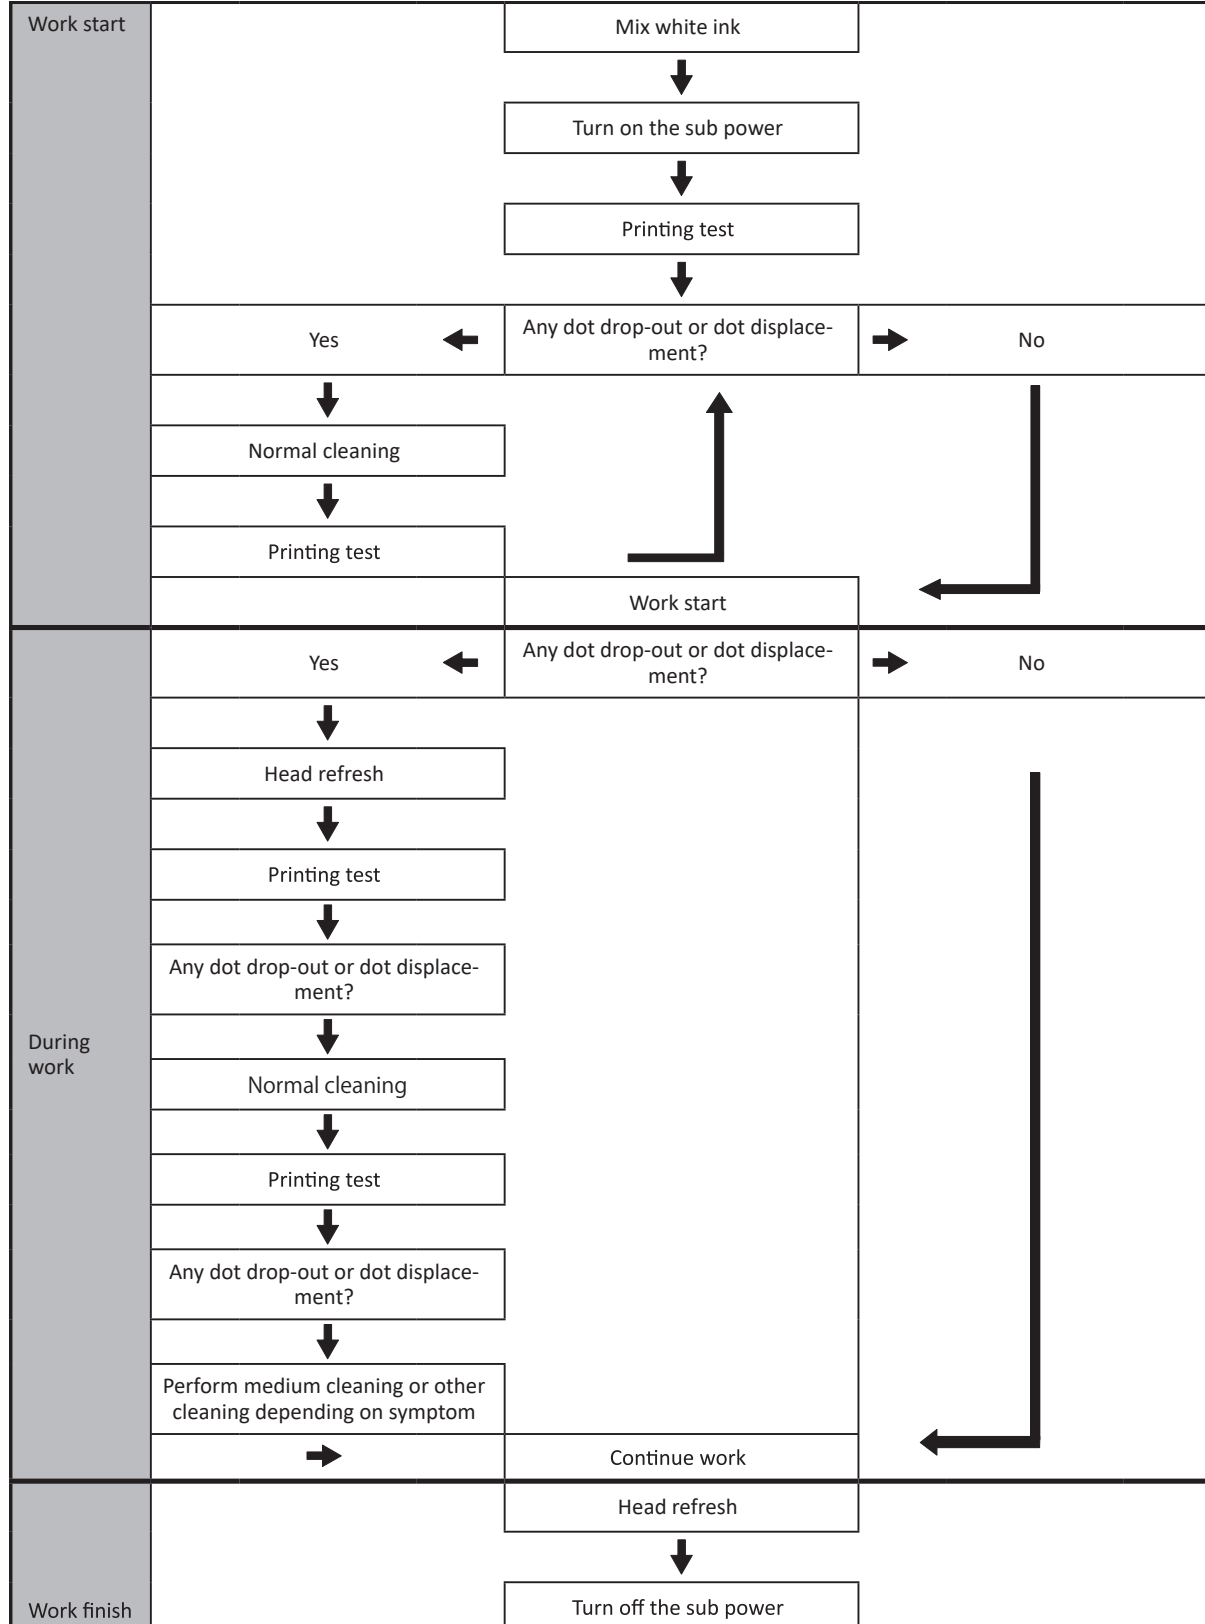 Work start
Mix white ink
Turn on the sub power
Printing test
Yes
Any dot drop-out or dot displace-
ment?
No
Normal cleaning
Printing test
Work start
Yes
Any dot drop-out or dot displace-
ment?
No
Head refresh
Printing test
Any dot drop-out or dot displace-
ment?
During
work
Normal cleaning
Printing test
Any dot drop-out or dot displace-
ment?
Perform medium cleaning or other
cleaning depending on symptom
Continue work
Head refresh
Work finish
Turn off the sub power